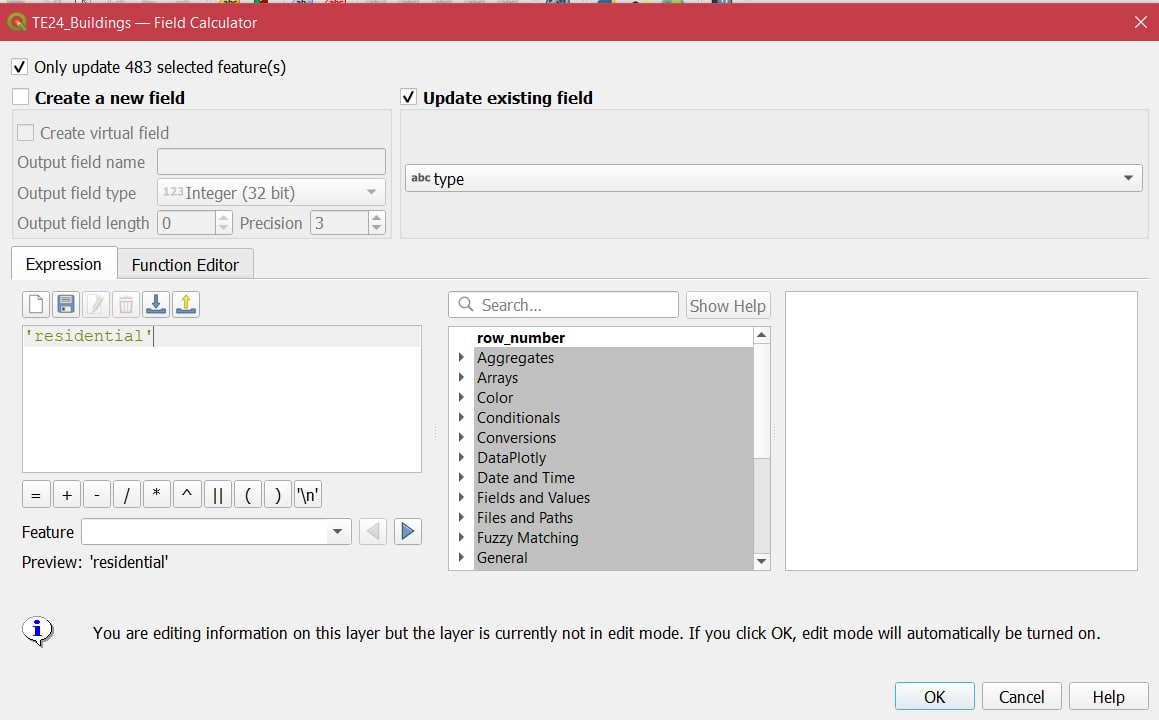 TE24_Buildings — Field Calculator
Only update 483 selected feature(s)
Create a new field
Update existing field
Create virtual field
Output field name
abc type
Output field type 123 Integer (32 bit)
Output field length 0 Precision 3
Expression Function Editor
Search... Show Help
'residential'
row_number
Aggregates
Arrays
Color
Conditionals
Conversions
DataPlotly
Date and Time
Fields and Values
Files and Paths
Fuzzy Matching
General
= + - / * ^ || ( ) '\n'
Feature
Preview: 'residential'
You are editing information on this layer but the layer is currently not in edit mode. If you click OK, edit mode will automatically be turned on.
OK Cancel Help